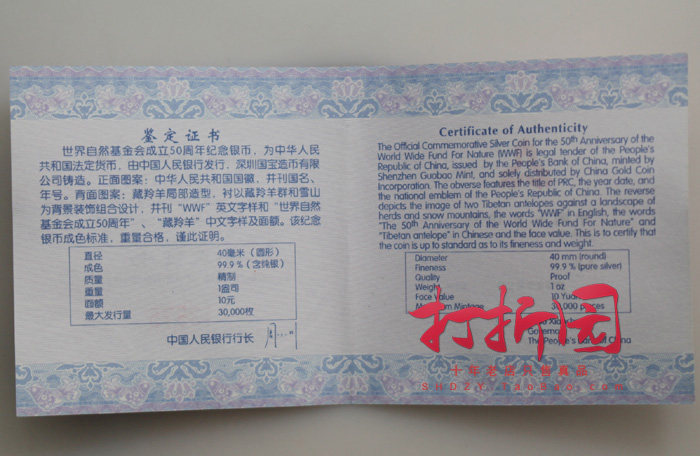 鉴定证书
世界自然基金会成立50周年纪念银币，为中华人民
共和国法定货币，由中国人民银行发行，深圳国宝造币有限
公司铸造。正面图案：中华人民共和国国徽，并刊国名、
年号。背面图案：藏羚羊局部造型，衬以藏羚羊群和雪山
为背景装饰组合设计，并刊“WWF”英文字样和“世界自然
基金会成立50周年”、“藏羚羊”中文字样及面额。该纪念
银币成色标准，重量合格，谨此证明。
直径 40毫米（圆形）
成色 99.9％（含纯银）
质量 精制
重量 1盎司
面额 10元
最大发行量 30,000枚
中国人民银行行长
Certificate of Authenticity
The Official Commemorative Silver Coin for the 50th Anniversary of the
World Wide Fund For Nature (WWF) is legal tender of the People's
Republic of China, issued by the People's Bank of China, minted by
Shenzhen Guobao Mint, and solely distributed by China Gold Coin
Incorporation. The obverse features the title of PRC, the year date, and
the national emblem of the People's Republic of China. The reverse
depicts the image of two Tibetan antelopes against a landscape of
herds and snow mountains, the words "WWF" in English, the words
"The 50th Anniversary of the World Wide Fund For Nature" and
"Tibetan antelope" in Chinese and the face value. This is to certify that
the coin is up to standard as to its fineness and weight.
Diameter 40 mm (round)
Fineness 99.9 % (pure silver)
Quality Proof
Weight 1 oz
Face Value 10 Yuan
Mintage 30,000 pieces
The People's Bank of China
打折园
十年老店只售真品
SHDZY.taobao.com